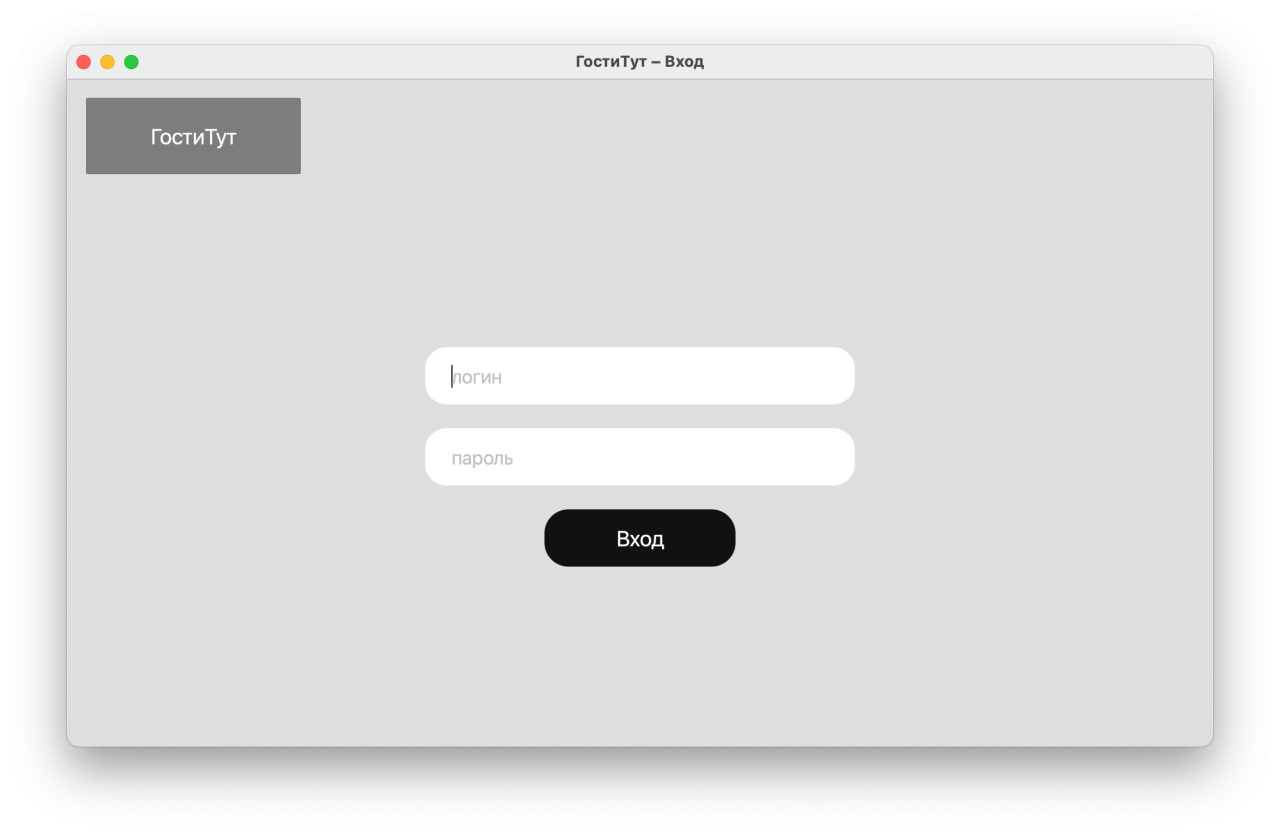 ГостиТут – Вход
ГостиТут
логин
пароль
Вход